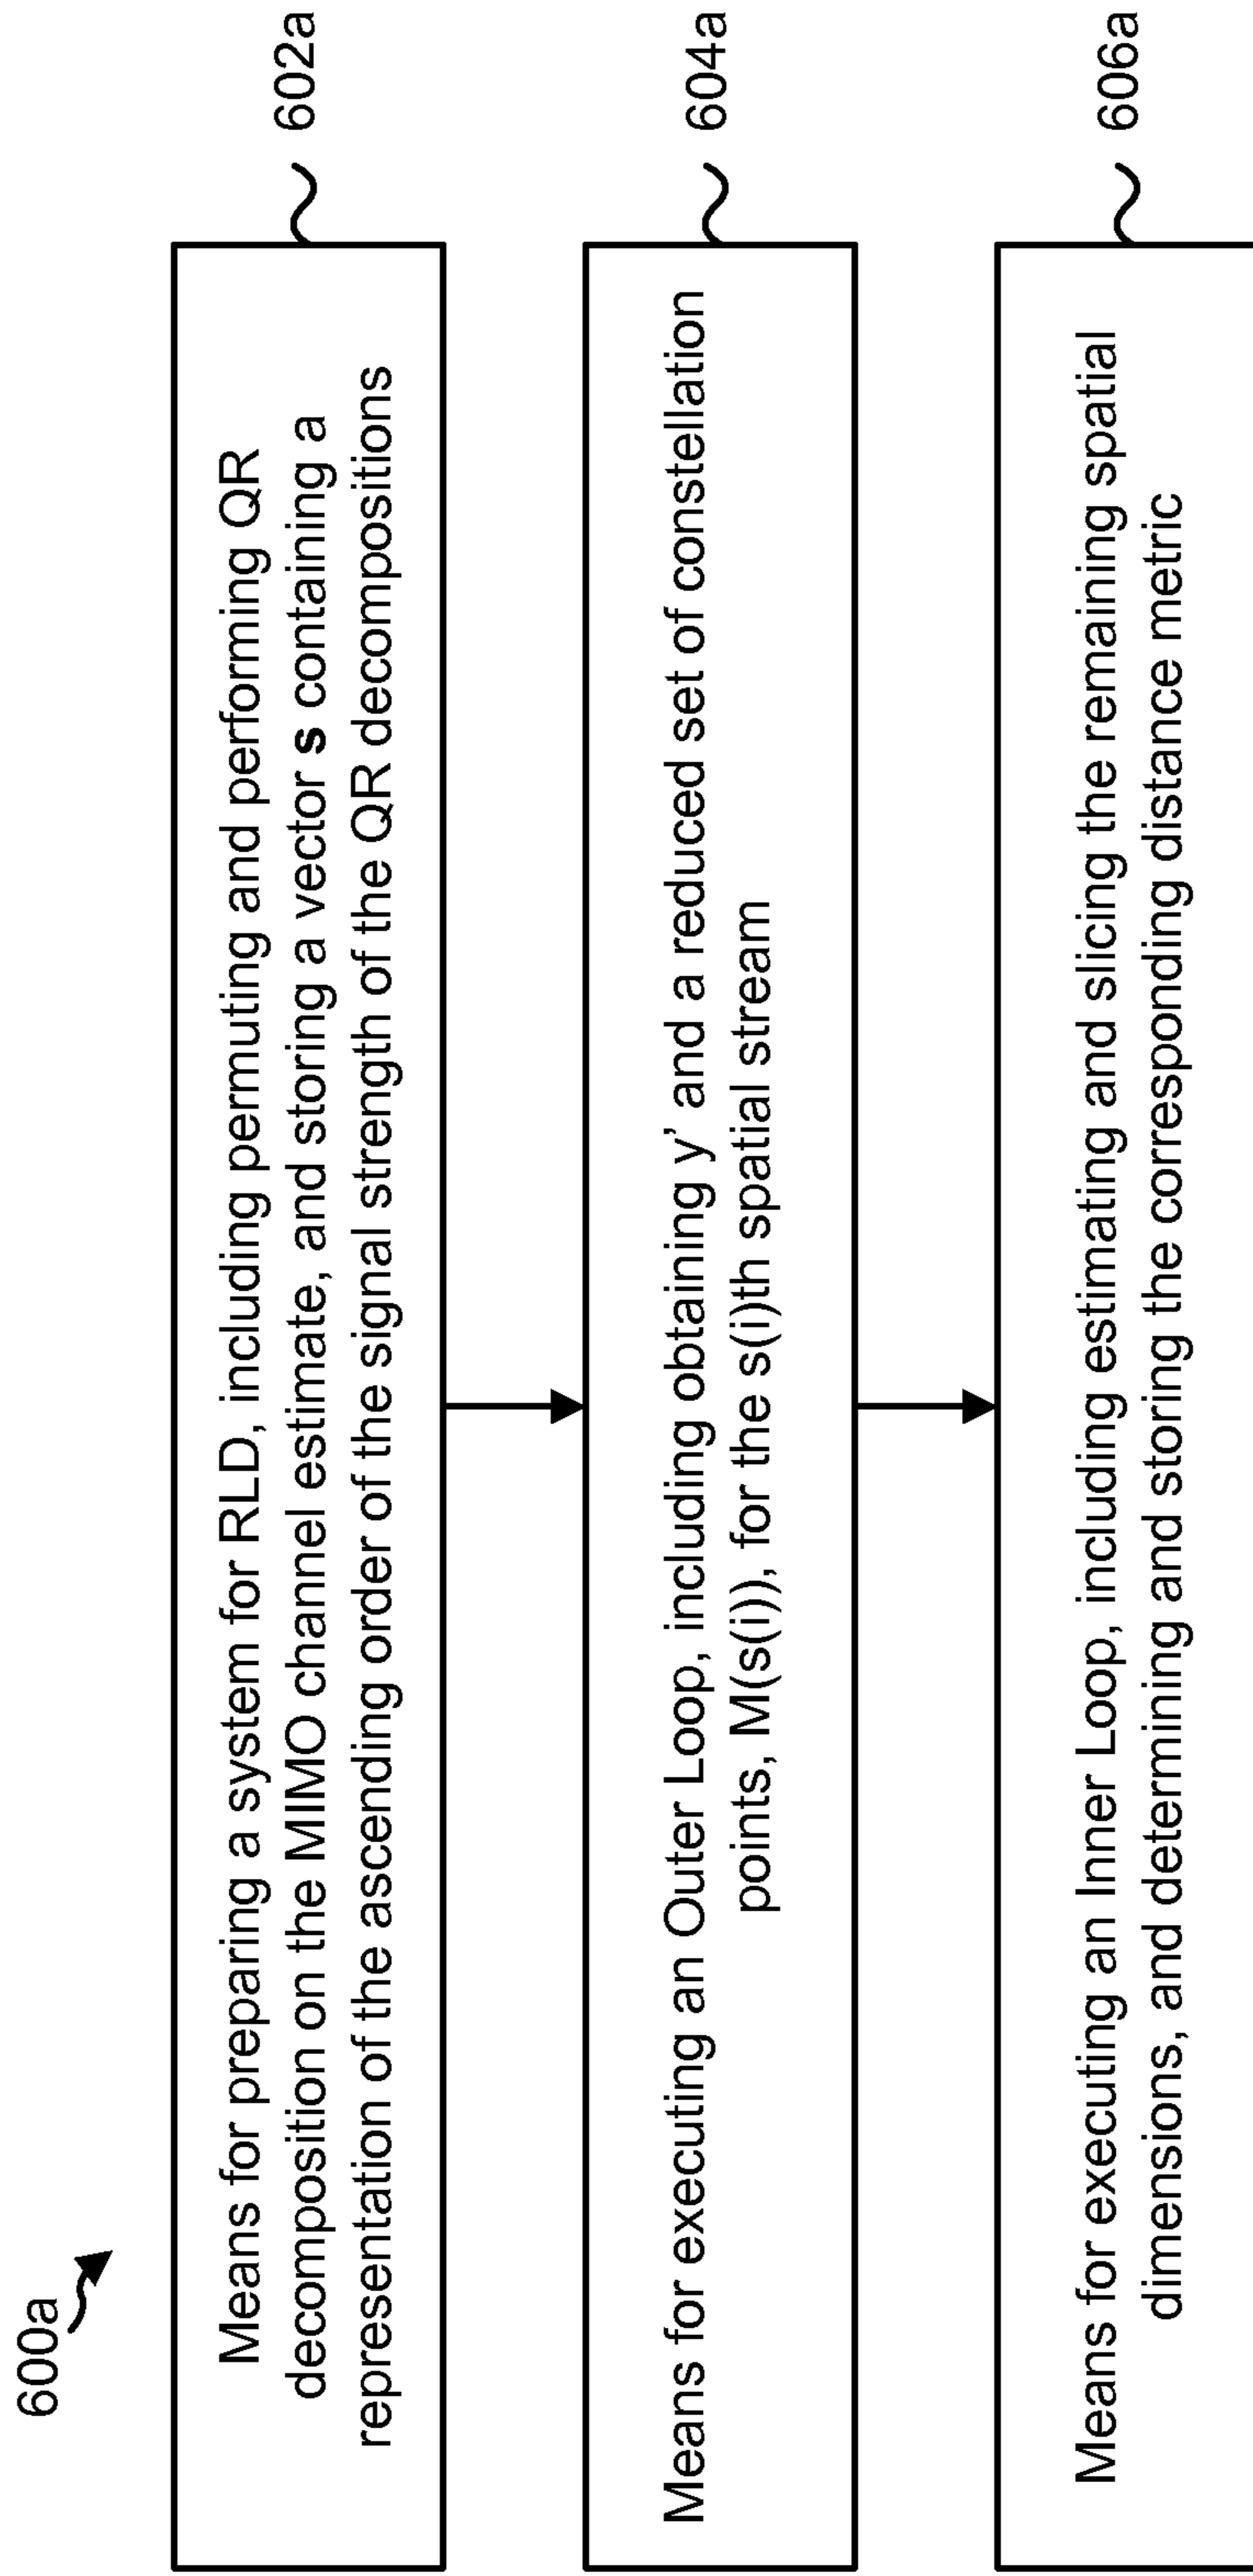 600a
Means for preparing a system for RLD, including permuting and performing QR
decomposition on the MIMO channel estimate, and storing a vector s containing a
representation of the ascending order of the signal strength of the QR decompositions
602a
Means for executing an Outer Loop, including obtaining y' and a reduced set of constellation
points, M(s(i)), for the s(i)th spatial stream
604a
Means for executing an Inner Loop, including estimating and slicing the remaining spatial
dimensions, and determining and storing the corresponding distance metric
606a